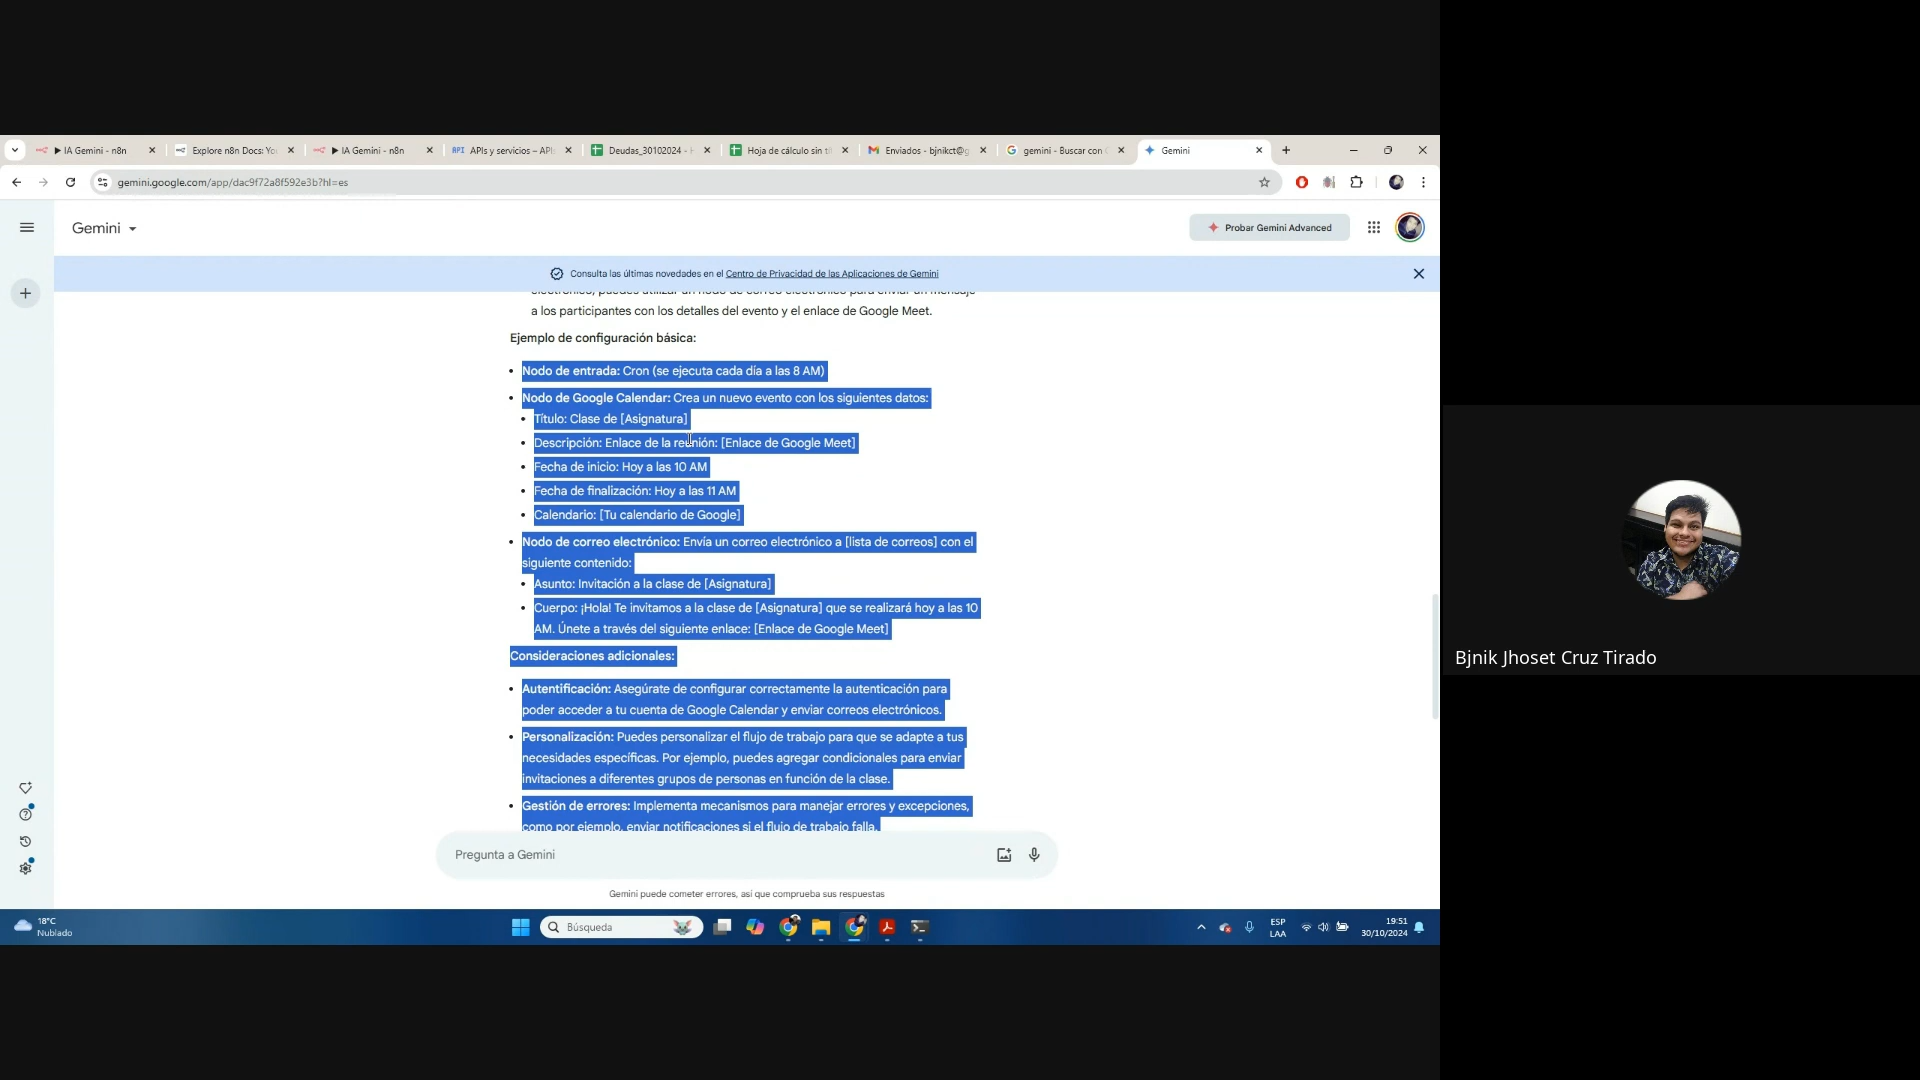 IA Gemini - n8n
Explore n8n Docs: Yo
IA Gemini - n8n
API APIs y servicios – API
Deudas_30102024 -
Hoja de cálculo sin tí
Enviados - bjnikct@g
gemini - Buscar con
Gemini
gemini.google.com/app/dac9f72a8f592e3b?hl=es
Gemini
Probar Gemini Advanced
Consulta las últimas novedades en el Centro de Privacidad de las Aplicaciones de Gemini
electrónico, puedes utilizar un nodo de correo electrónico para enviar un mensaje
a los participantes con los detalles del evento y el enlace de Google Meet.
Ejemplo de configuración básica:
• Nodo de entrada: Cron (se ejecuta cada día a las 8 AM)
• Nodo de Google Calendar: Crea un nuevo evento con los siguientes datos:
• Título: Clase de [Asignatura]
• Descripción: Enlace de la reunión: [Enlace de Google Meet]
• Fecha de inicio: Hoy a las 10 AM
• Fecha de finalización: Hoy a las 11 AM
• Calendario: [Tu calendario de Google]
• Nodo de correo electrónico: Envía un correo electrónico a [lista de correos] con el
siguiente contenido:
• Asunto: Invitación a la clase de [Asignatura]
• Cuerpo: ¡Hola! Te invitamos a la clase de [Asignatura] que se realizará hoy a las 10
AM. Únete a través del siguiente enlace: [Enlace de Google Meet]
Consideraciones adicionales:
• Autentificación: Asegúrate de configurar correctamente la autenticación para
poder acceder a tu cuenta de Google Calendar y enviar correos electrónicos.
• Personalización: Puedes personalizar el flujo de trabajo para que se adapte a tus
necesidades específicas. Por ejemplo, puedes agregar condicionales para enviar
invitaciones a diferentes grupos de personas en función de la clase.
• Gestión de errores: Implementa mecanismos para manejar errores y excepciones,
como por ejemplo, enviar notificaciones si el flujo de trabajo falla.
Pregunta a Gemini
Gemini puede cometer errores, así que comprueba sus respuestas
Bjnik Jhoset Cruz Tirado
18°C
Nublado
Búsqueda
ESP
LAA
19:51
30/10/2024